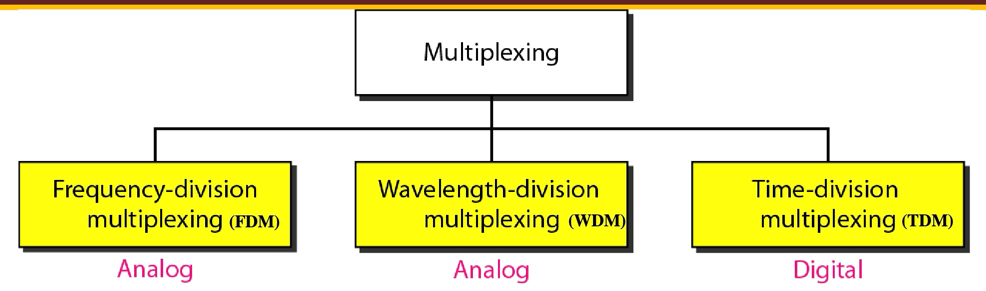 Multiplexing
Frequency-division
multiplexing (FDM)
Wavelength-division
multiplexing (WDM)
Time-division
multiplexing (TDM)
Analog
Analog
Digital